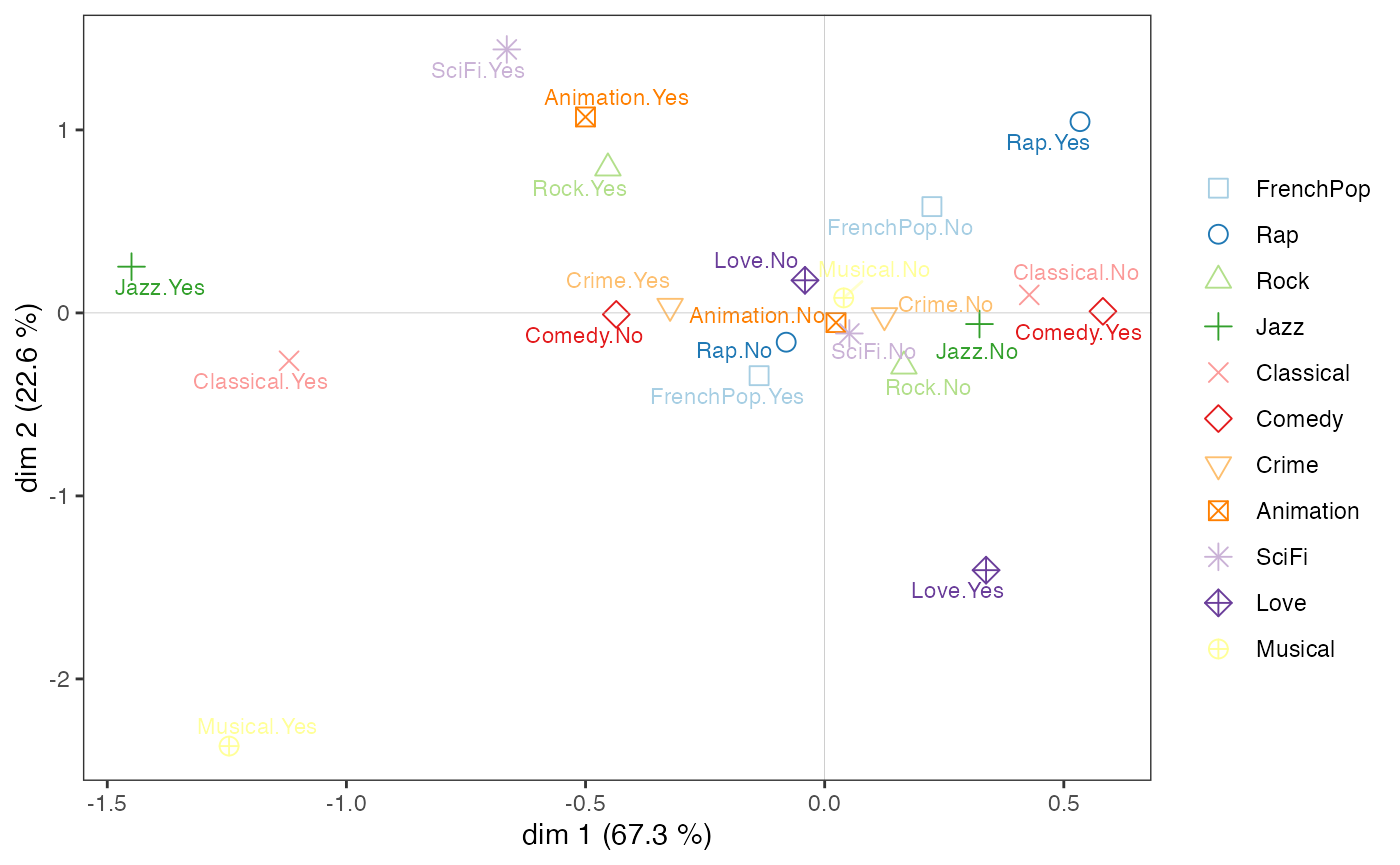 SciFi.Yes
Animation.Yes
Rap.Yes
Rock.Yes
FrenchPop.No
Love.No
Musical.No
Classical.No
Crime.Yes
Jazz.Yes
Crime.No
Animation.No
Comedy.No
Comedy.Yes
Rap.No
SciFi.No
Jazz.No
Classical.Yes
Rock.No
FrenchPop.Yes
Love.Yes
Musical.Yes
1
0
-1
-2
dim 2 (22.6 %)
-1.5
-1.0
-0.5
0.0
0.5
dim 1 (67.3 %)
FrenchPop
Rap
Rock
Jazz
Classical
Comedy
Crime
Animation
SciFi
Love
Musical